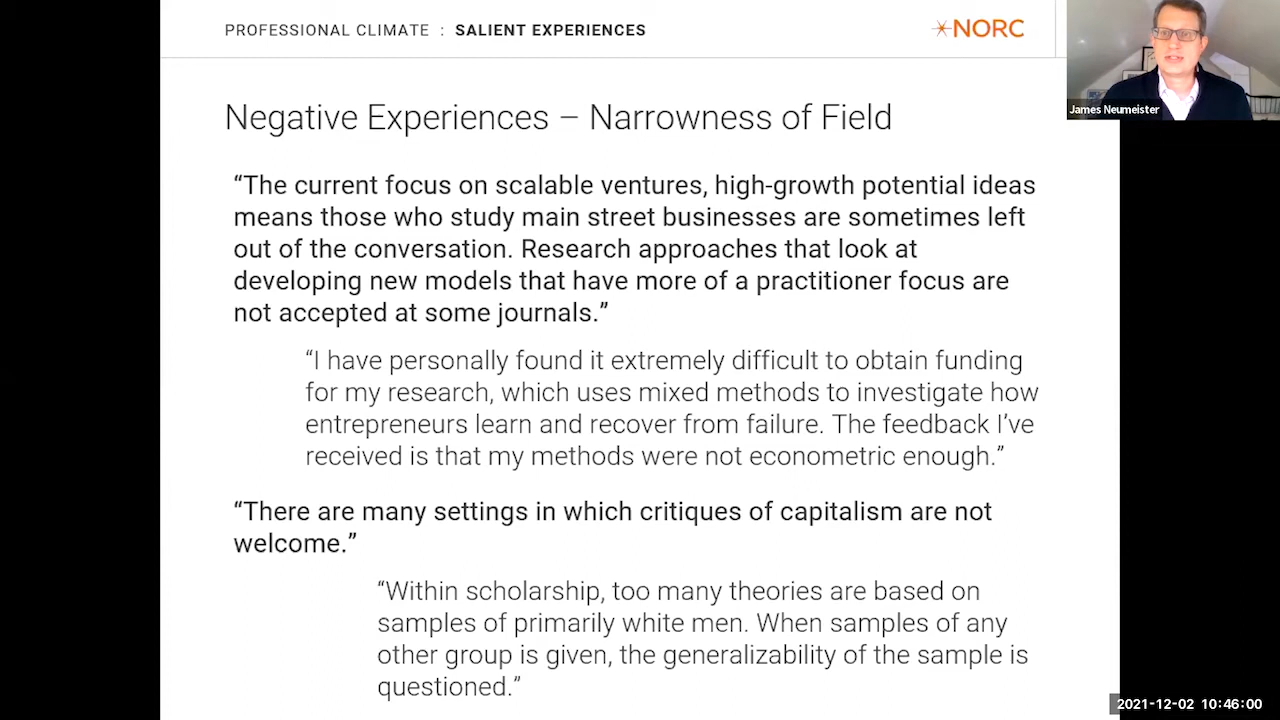 PROFESSIONAL CLIMATE : SALIENT EXPERIENCES
NORC
James Neumeister
Negative Experiences – Narrowness of Field
“The current focus on scalable ventures, high-growth potential ideas
means those who study main street businesses are sometimes left
out of the conversation. Research approaches that look at
developing new models that have more of a practitioner focus are
not accepted at some journals.”
“I have personally found it extremely difficult to obtain funding
for my research, which uses mixed methods to investigate how
entrepreneurs learn and recover from failure. The feedback I’ve
received is that my methods were not econometric enough.”
“There are many settings in which critiques of capitalism are not
welcome.”
“Within scholarship, too many theories are based on
samples of primarily white men. When samples of any
other group is given, the generalizability of the sample is
questioned.”
2021-12-02 10:46:00